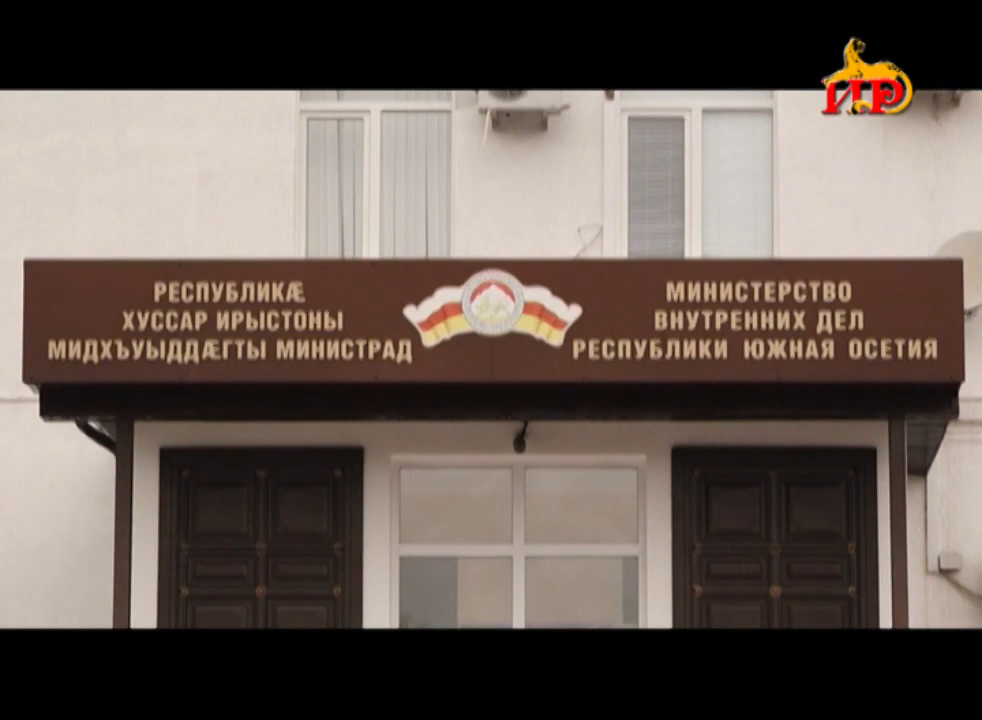 ИР
РЕСПУБЛИКÆ
ХУССАР ИРЫСТОНЫ
МИДХЪУЫДДÆГТЫ МИНИСТРАД
МИНИСТЕРСТВО
ВНУТРЕННИХ ДЕЛ
РЕСПУБЛИКИ ЮЖНАЯ ОСЕТИЯ